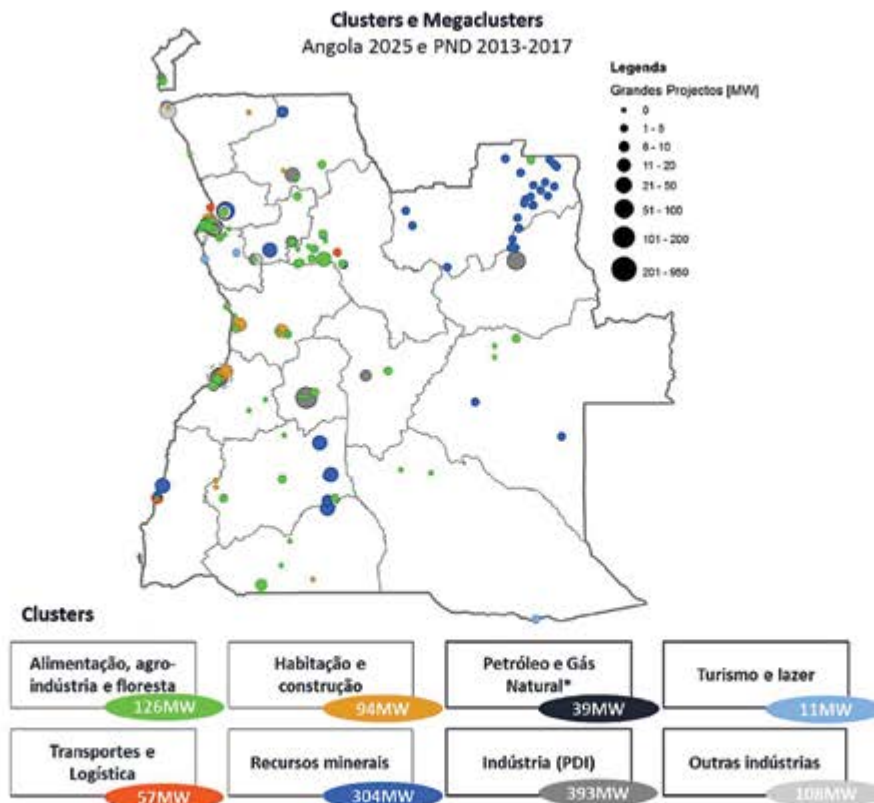 Clusters e Megaclusters
Angola 2025 e PND 2013-2017
Legenda
Grandes Projectos [MW]
0
1 - 5
6 - 10
11 - 20
21 - 50
51 - 100
101 - 200
201 - 950
Clusters
Alimentação, agro-
indústria e floresta
126MW
Habitação e
construção
94MW
Petróleo e Gás
Natural*
39MW
Turismo e lazer
11MW
Transportes e
Logística
57MW
Recursos minerais
304MW
Indústria (PDI)
393MW
Outras indústrias
108MW